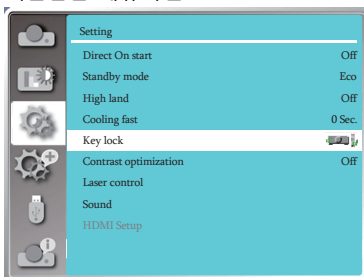 Setting
Direct On start Off
Standby mode Eco
High land Off
Cooling fast 0 Sec.
Key lock
Contrast optimization Off
Laser control
Sound
HDMI Setup